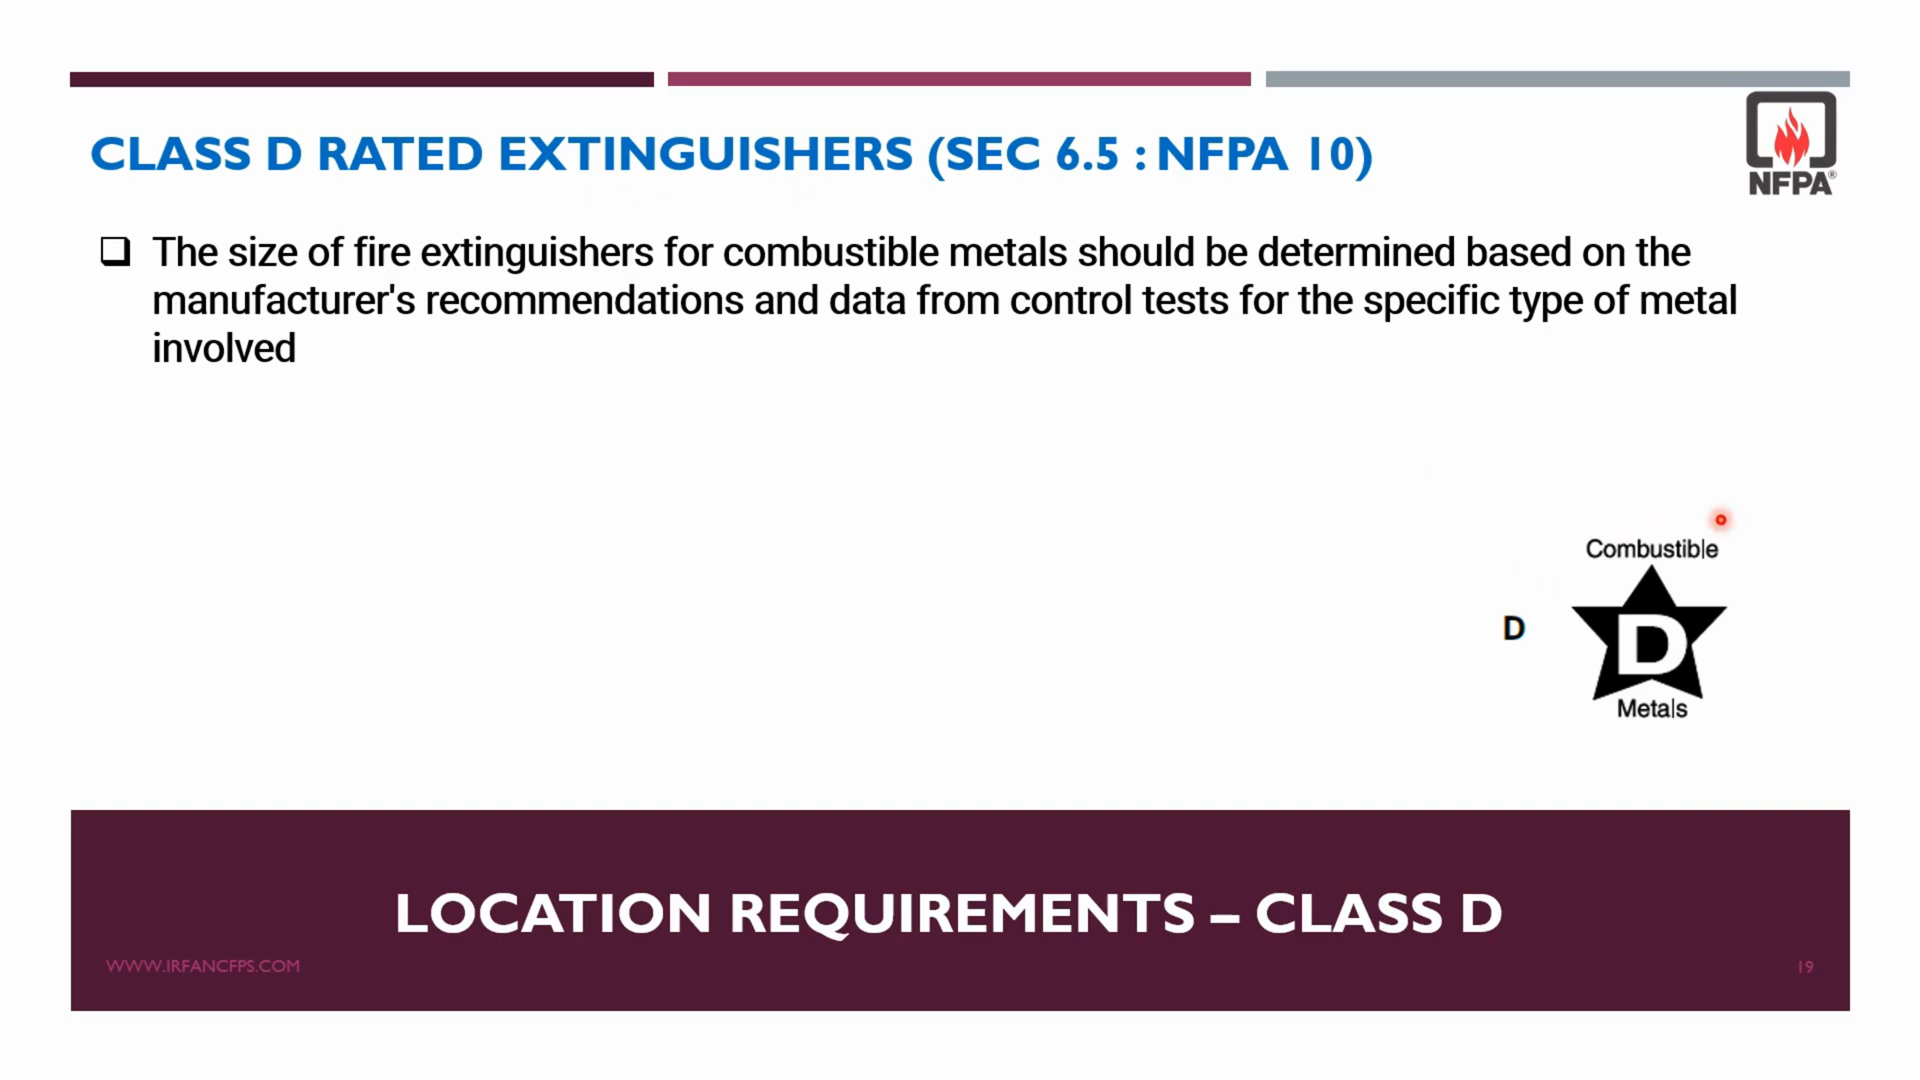 CLASS D RATED EXTINGUISHERS (SEC 6.5 : NFPA 10)
NFPA®
The size of fire extinguishers for combustible metals should be determined based on the
manufacturer's recommendations and data from control tests for the specific type of metal
involved
Combustible
D
D
Metals
LOCATION REQUIREMENTS – CLASS D
WWW.IRFANCFPS.COM
19